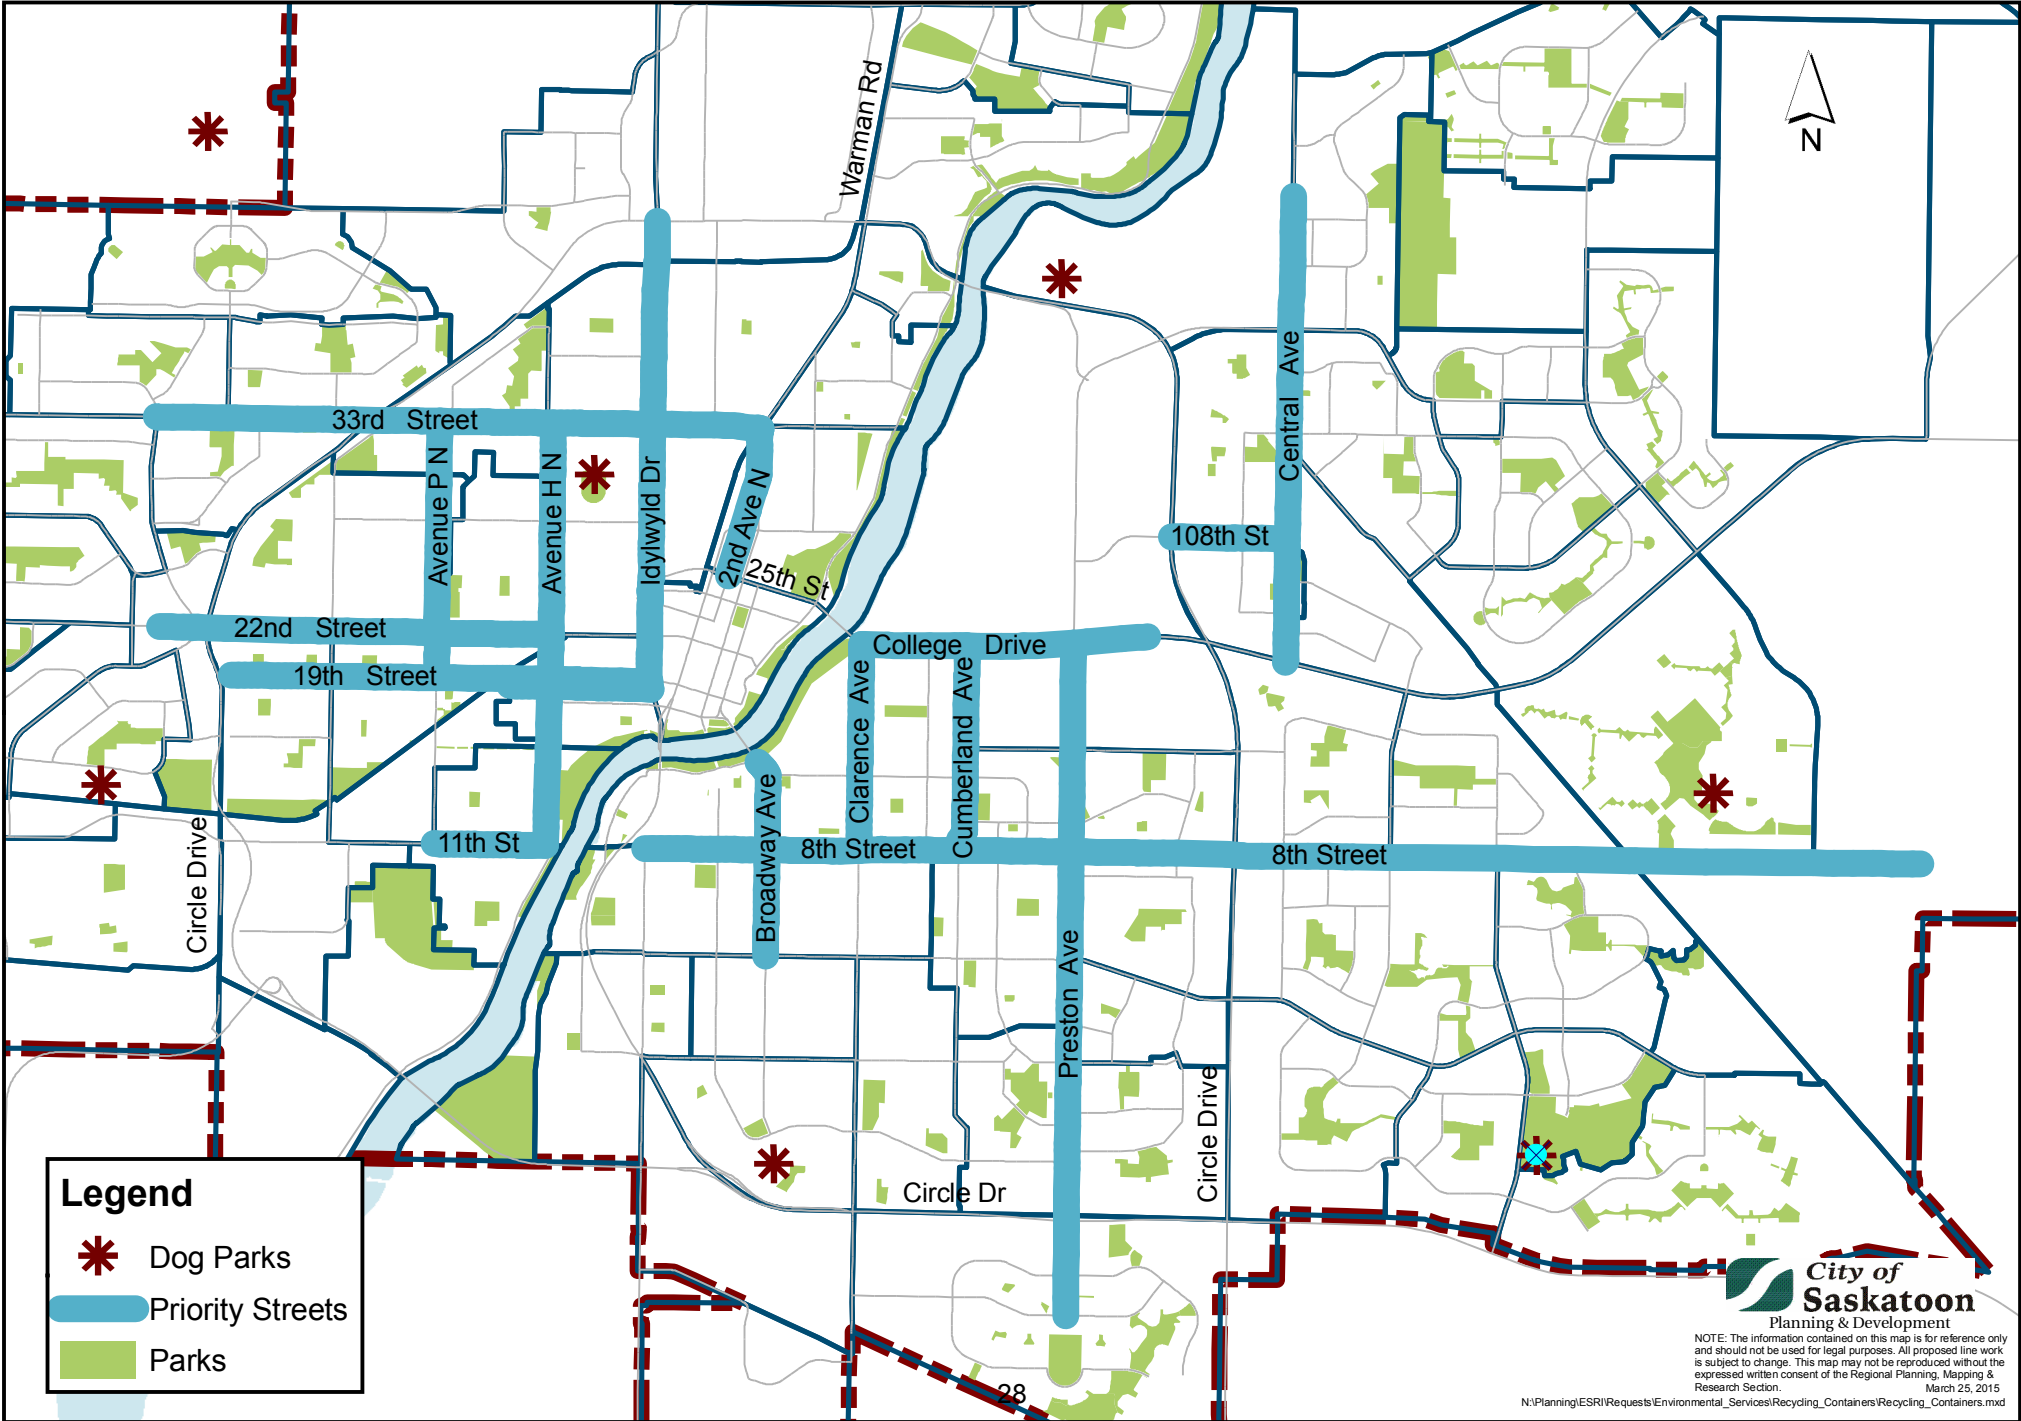 Warman Rd
N
33rd Street
Avenue P N
Avenue H N
Idylwyld Dr
2nd Ave N
25th St
Central Ave
108th St
22nd Street
19th Street
College Drive
Clarence Ave
Cumberland Ave
Broadway Ave
11th St
8th Street
8th Street
Circle Drive
Preston Ave
Circle Drive
Circle Dr
28
Legend
Dog Parks
Priority Streets
Parks
City of
Saskatoon
Planning & Development
NOTE: The information contained on this map is for reference only
and should not be used for legal purposes. All proposed line work
is subject to change. This map may not be reproduced without the
expressed written consent of the Regional Planning, Mapping &
Research Section. March 25, 2015
N:\Planning\ESRI\Requests\Environmental_Services\Recycling_Containers\Recycling_Containers.mxd